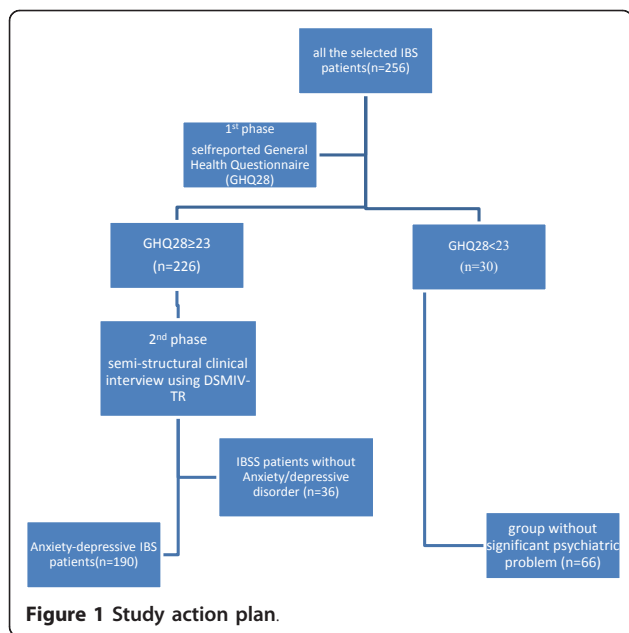 all the selected IBS
patients(n=256)
1st phase
selfreported General
Health Questionnaire
(GHQ28)
GHQ28≥23
(n=226)
GHQ28<23
(n=30)
2nd phase
semi-structural clinical
interview using DSMIV-
TR
IBSS patients without
Anxiety/depressive
disorder (n=36)
Anxiety-depressive IBS
patients(n=190)
group without
significant psychiatric
problem (n=66)
Figure 1 Study action plan.